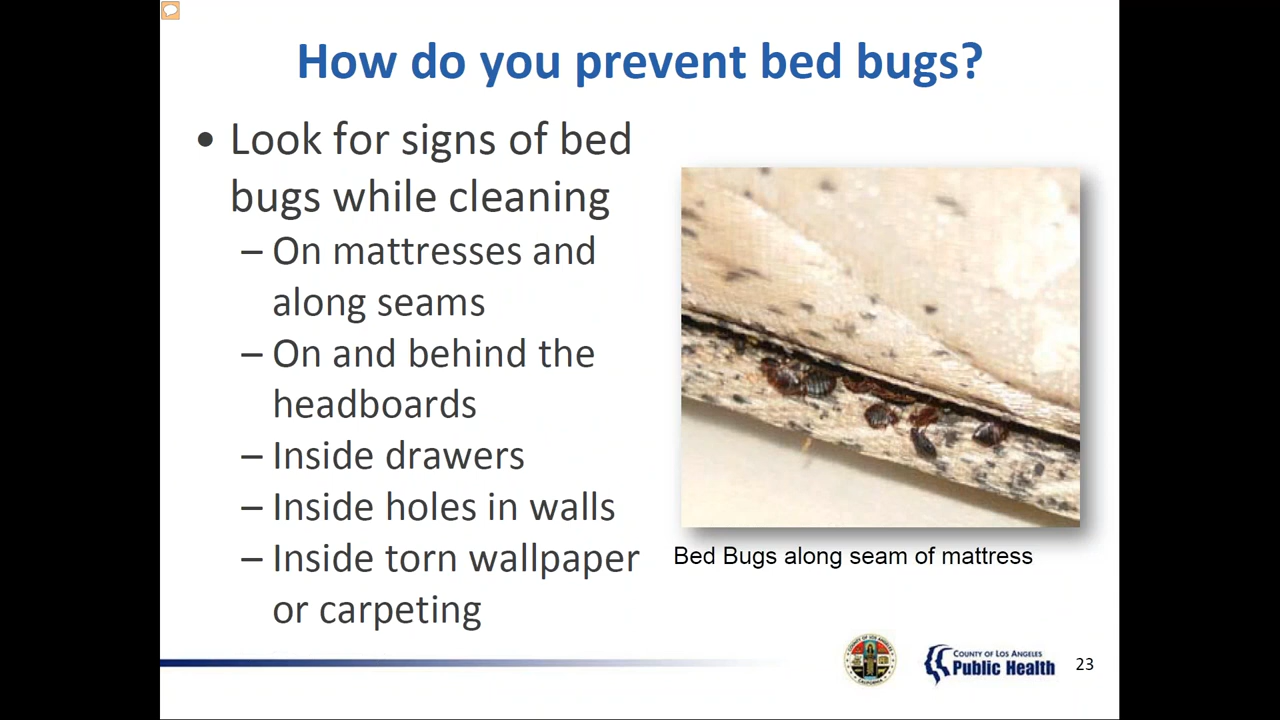 How do you prevent bed bugs?
• Look for signs of bed
bugs while cleaning
– On mattresses and
along seams
– On and behind the
headboards
– Inside drawers
– Inside holes in walls
– Inside torn wallpaper
or carpeting
Bed Bugs along seam of mattress
COUNTY OF LOS ANGELES
Public Health
23